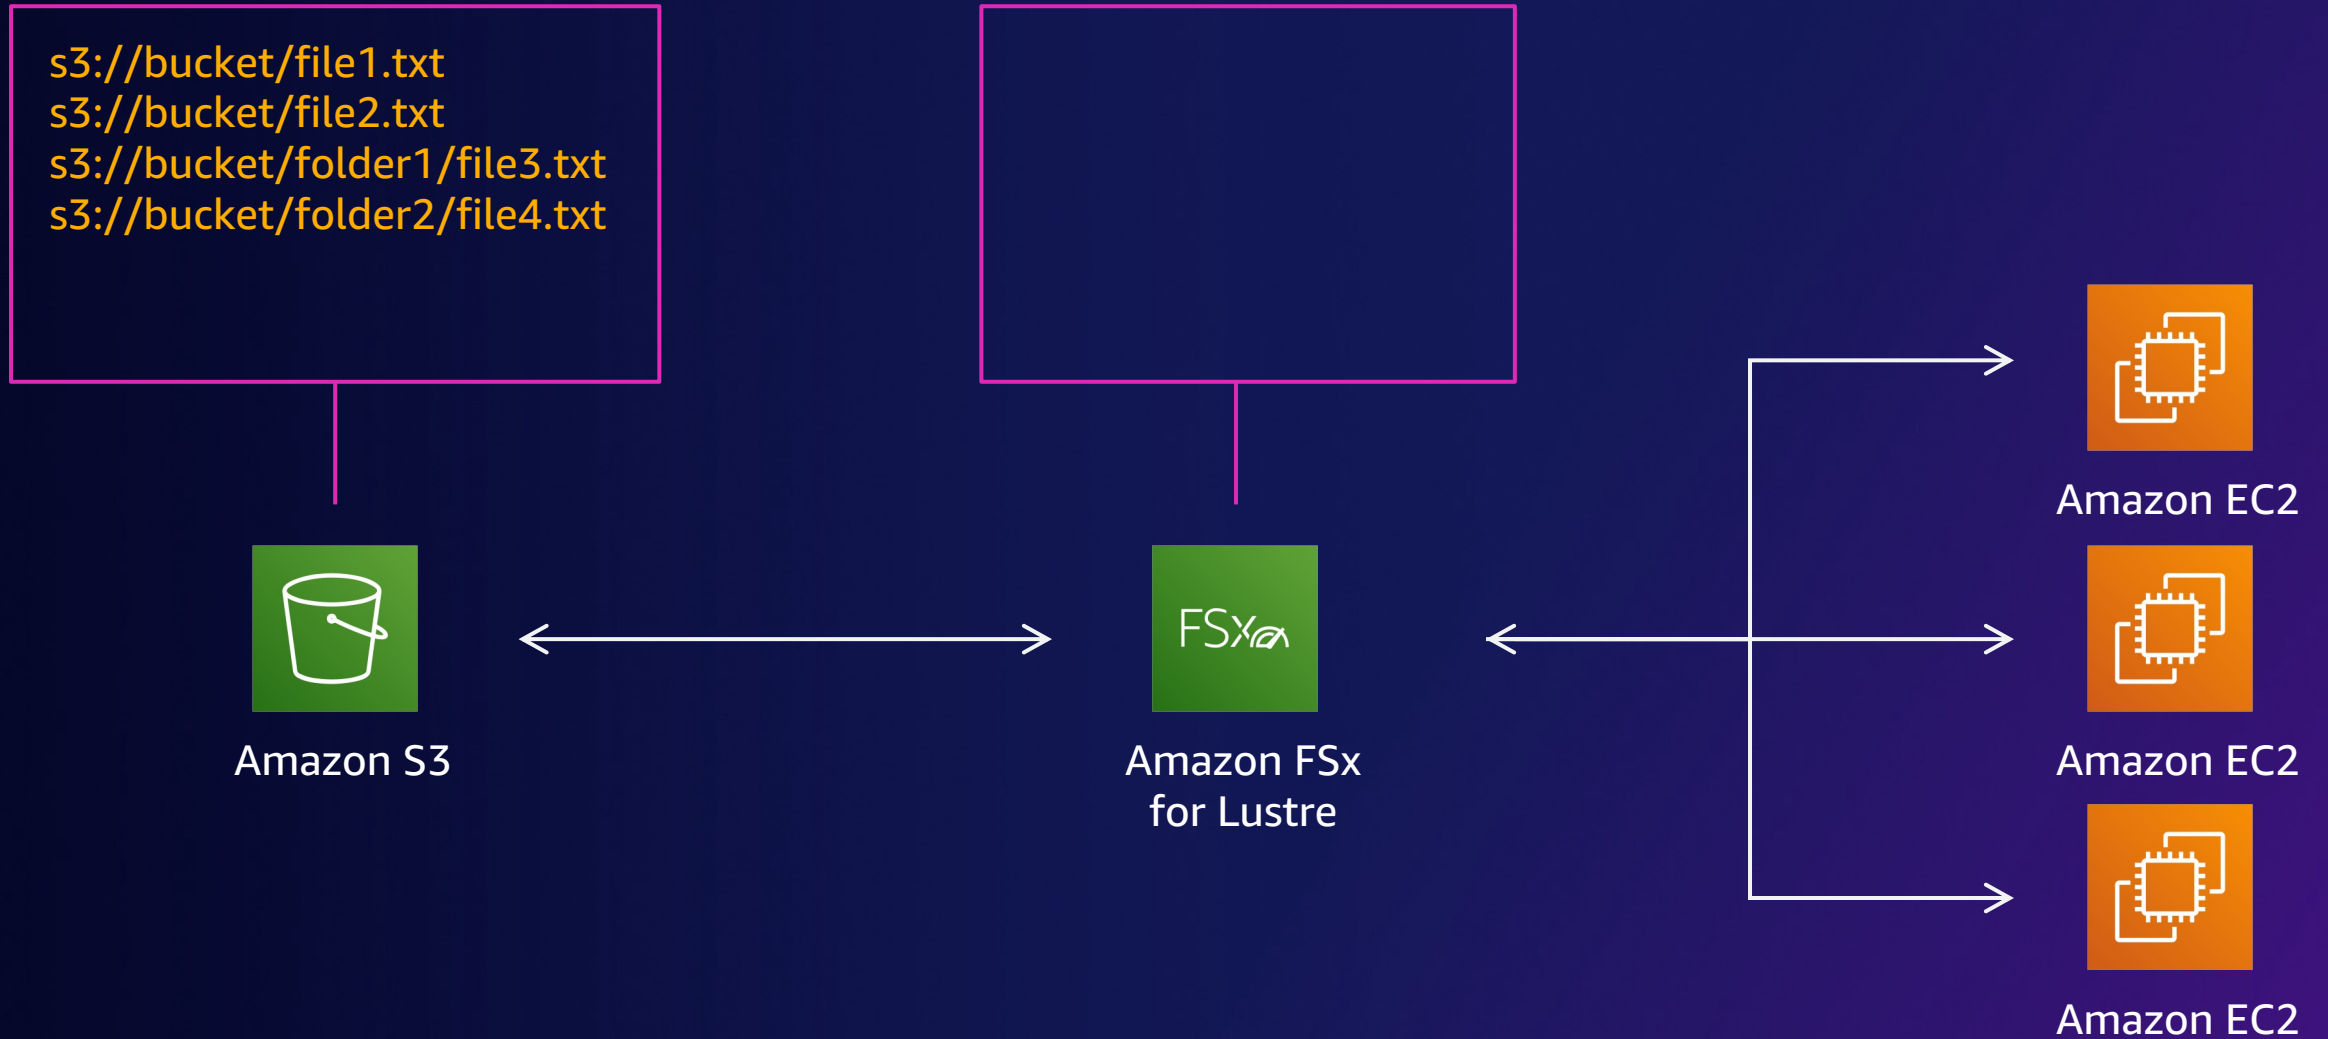 s3://bucket/file1.txt
s3://bucket/file2.txt
s3://bucket/folder1/file3.txt
s3://bucket/folder2/file4.txt
Amazon EC2
FSx
Amazon S3
Amazon FSx
for Lustre
Amazon EC2
Amazon EC2